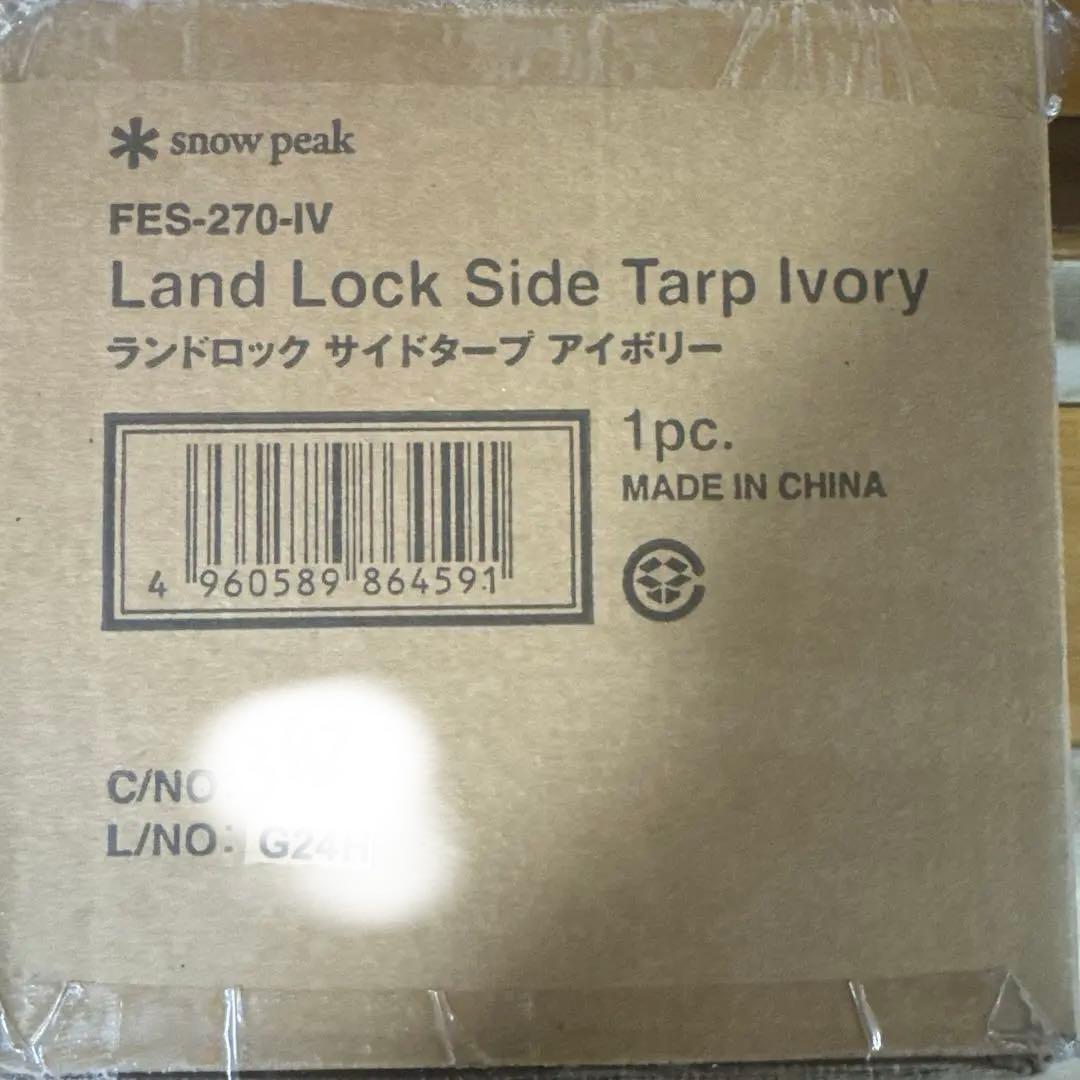 snow peak
FES-270-IV
Land Lock Side Tarp Ivory
ランドロック サイドタープ アイボリー
1pc.
MADE IN CHINA
4 960589 864591
C/NO
L/NO: G24H